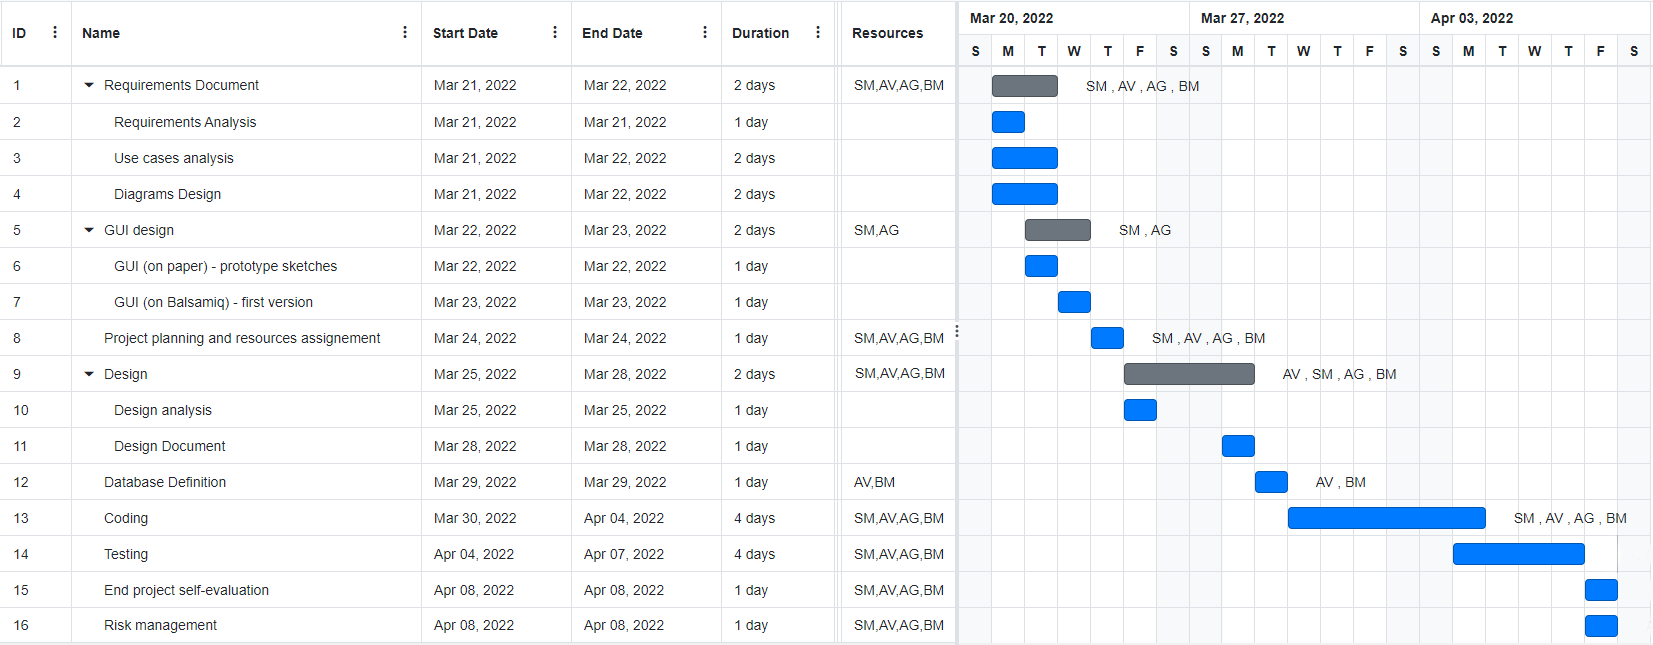 ID Name Start Date End Date Duration Resources Mar 20, 2022 Mar 27, 2022 Apr 03, 2022
S M T W T F S S M T W T F S S M T W T F S
1 Requirements Document Mar 21, 2022 Mar 22, 2022 2 days SM,AV,AG,BM SM , AV , AG , BM
2 Requirements Analysis Mar 21, 2022 Mar 21, 2022 1 day
3 Use cases analysis Mar 21, 2022 Mar 22, 2022 2 days
4 Diagrams Design Mar 21, 2022 Mar 22, 2022 2 days
5 GUI design Mar 22, 2022 Mar 23, 2022 2 days SM,AG SM , AG
6 GUI (on paper) - prototype sketches Mar 22, 2022 Mar 22, 2022 1 day
7 GUI (on Balsamiq) - first version Mar 23, 2022 Mar 23, 2022 1 day
8 Project planning and resources assignement Mar 24, 2022 Mar 24, 2022 1 day SM,AV,AG,BM SM , AV , AG , BM
9 Design Mar 25, 2022 Mar 28, 2022 2 days SM,AV,AG,BM AV , SM , AG , BM
10 Design analysis Mar 25, 2022 Mar 25, 2022 1 day
11 Design Document Mar 28, 2022 Mar 28, 2022 1 day
12 Database Definition Mar 29, 2022 Mar 29, 2022 1 day AV,BM AV , BM
13 Coding Mar 30, 2022 Apr 04, 2022 4 days SM,AV,AG,BM SM , AV , AG , BM
14 Testing Apr 04, 2022 Apr 07, 2022 4 days SM,AV,AG,BM
15 End project self-evaluation Apr 08, 2022 Apr 08, 2022 1 day SM,AV,AG,BM
16 Risk management Apr 08, 2022 Apr 08, 2022 1 day SM,AV,AG,BM